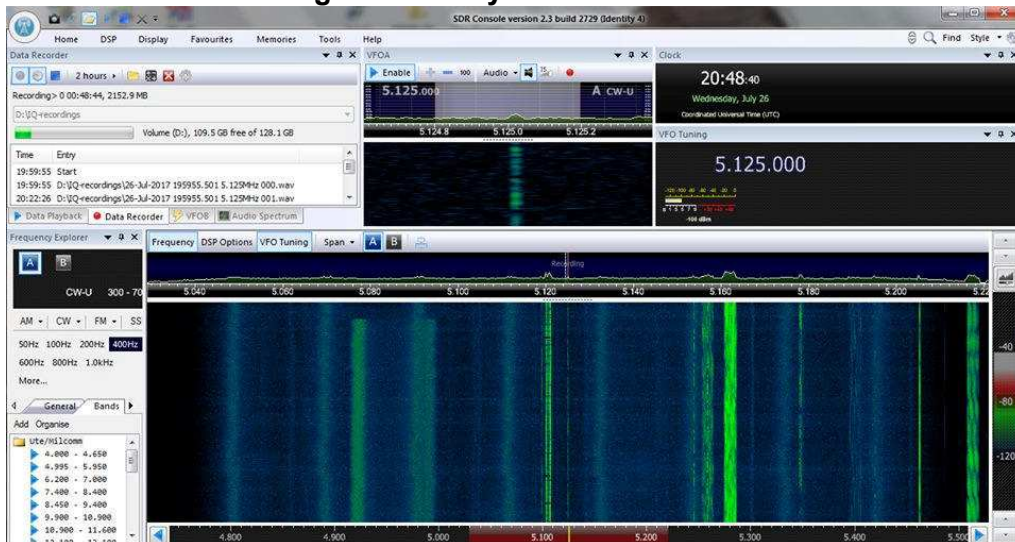 SDR Console version 2.3 build 2729 (Identity 4)
Home DSP Display Favourites Memories Tools Help
Find Style
Data Recorder
2 hours
Recording> 0 00:48:44, 2152.9 MB
D:\IQ-recordings
Volume (D:), 109.5 GB free of 128.1 GB
Time Entry
19:59:55 Start
19:59:55 D:\IQ-recordings\26-Jul-2017 195955.501 5.125MHz 000.wav
20:22:26 D:\IQ-recordings\26-Jul-2017 195955.501 5.125MHz 001.wav
Data Playback Data Recorder VFOB Audio Spectrum
VFOA
Enable 100 Audio
5.125.000 A CW-U
5.124.8 5.125.0 5.125.2
Clock
20:48:40
Wednesday, July 26
Coordinated Universal Time (UTC)
VFO Tuning
5.125.000
-100 dBm
Frequency Explorer
A B
CW-U 300 - 70
AM CW FM SS
50Hz 100Hz 200Hz 400Hz
600Hz 800Hz 1.0kHz
More...
General Bands
Add Organise
Ute/Milcomm
4.000 - 4.650
4.995 - 5.950
6.200 - 7.000
7.400 - 8.400
8.450 - 9.400
9.900 - 10.900
10.900 - 11.600
Frequency DSP Options VFO Tuning Span A B
Recording
5.040 5.060 5.080 5.100 5.120 5.140 5.160 5.180 5.200 5.22
-40
-80
-120
4.800 4.900 5.000 5.100 5.200 5.300 5.400 5.500